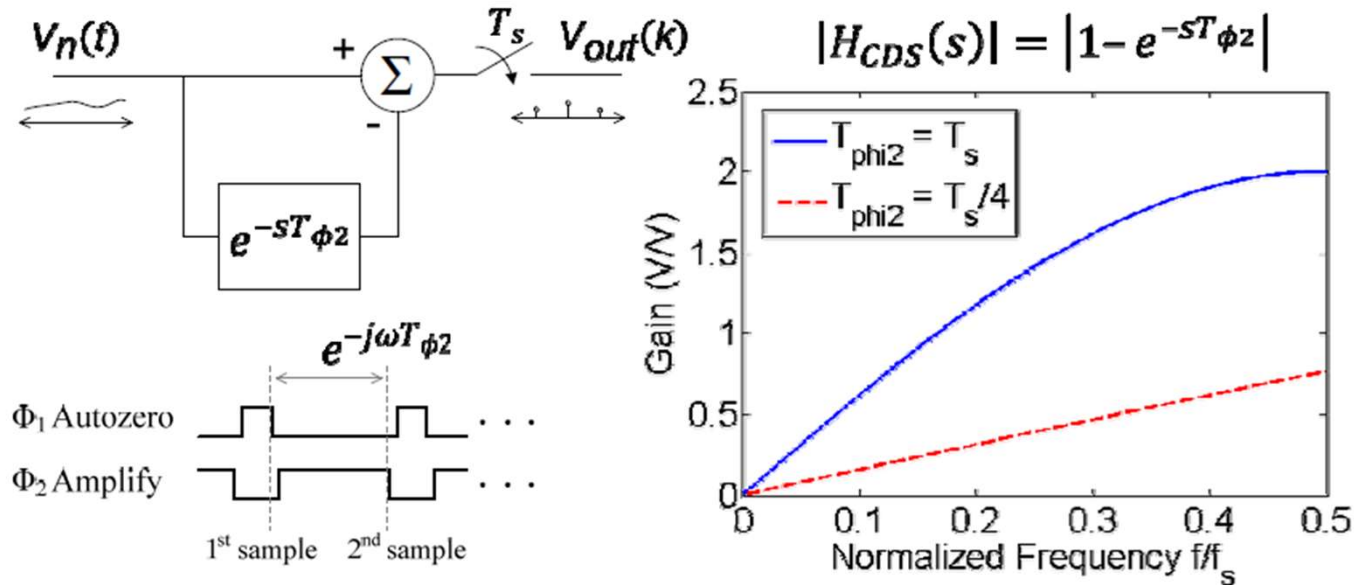 Vn(t)
+
Σ
-
Ts
Vout(k)
e^−sTϕ2
e^−jωTϕ2
Φ1 Autozero
. . .
Φ2 Amplify
. . .
1st sample
2nd sample
|HCDS(s)| = |1− e^−sTϕ2|
2.5
2
1.5
1
0.5
0
Gain (V/V)
Tphi2 = Ts
Tphi2 = Ts/4
0
0.1
0.2
0.3
0.4
0.5
Normalized Frequency f/fs